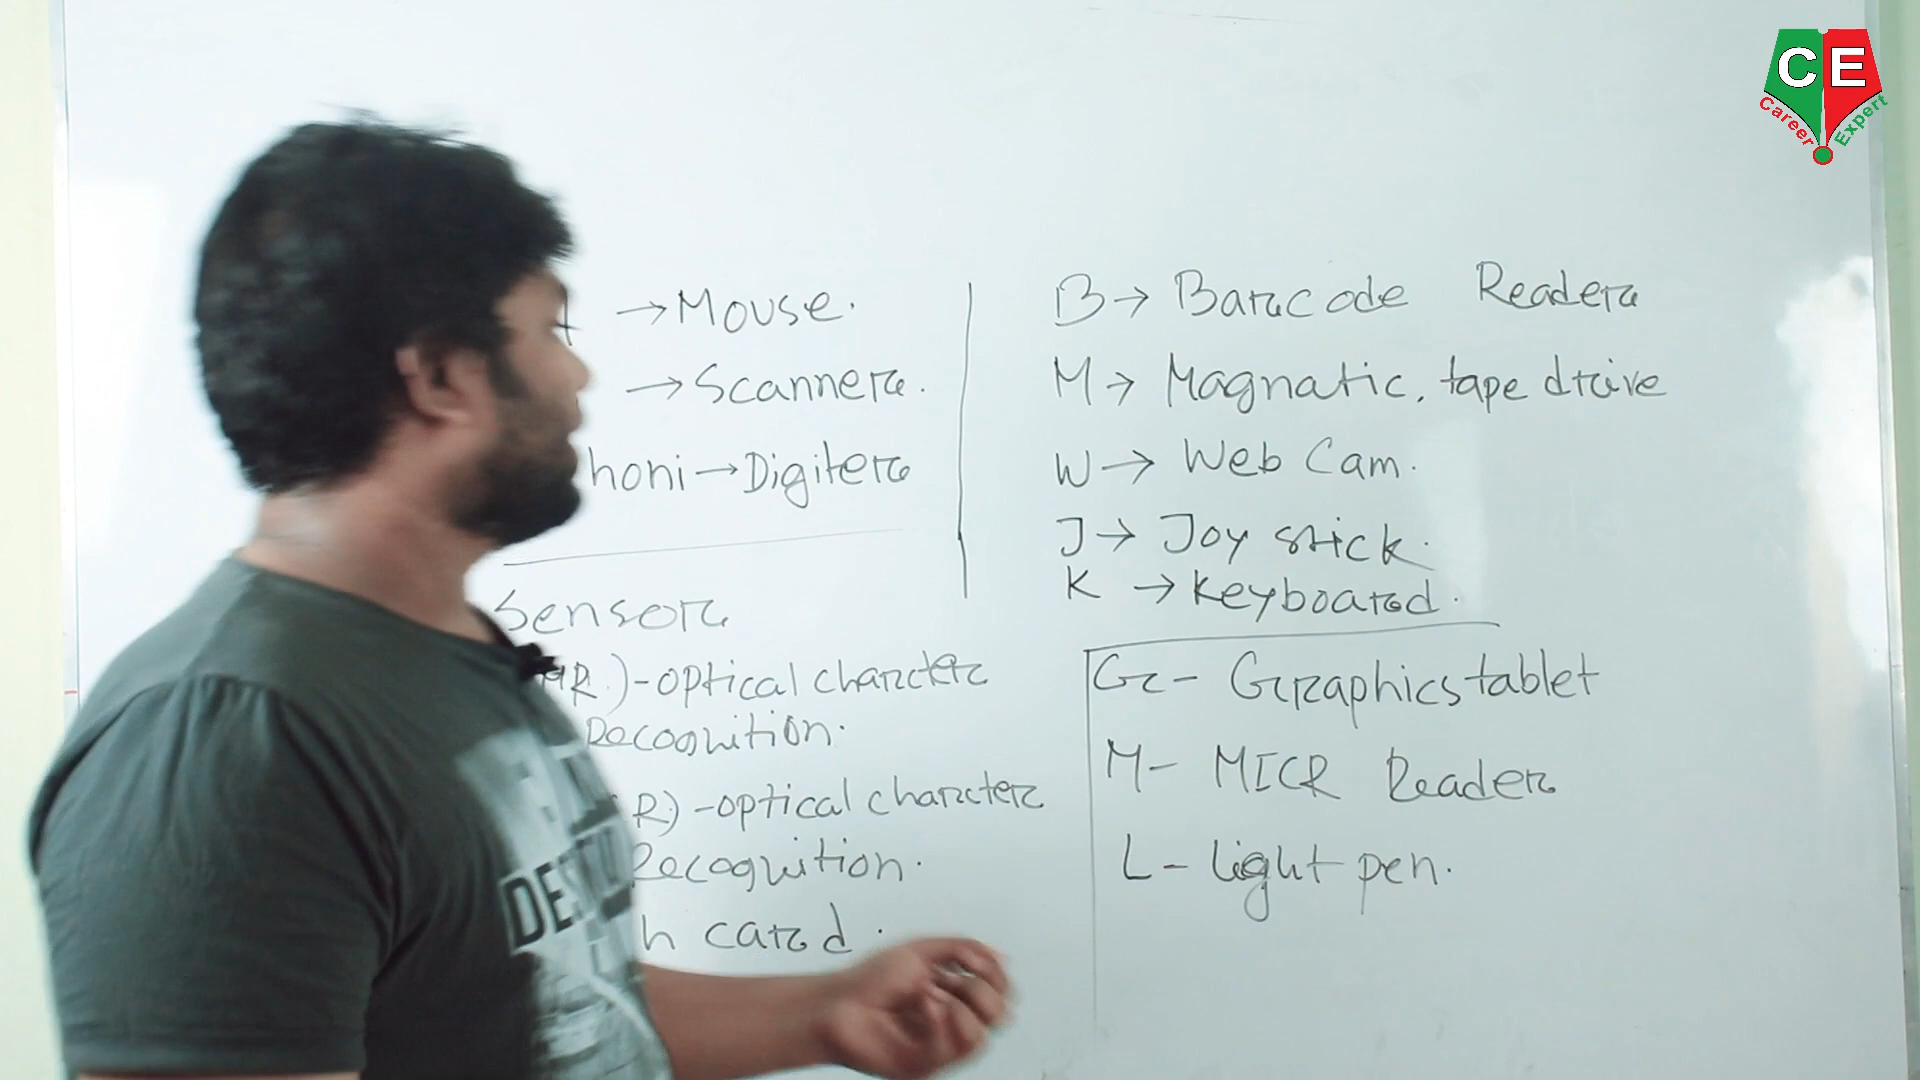 → Mouse.
→ Scanner.
honi → Digiter
Sensor
R.) - optical charcter
Recognition.
R) - optical charcter
Recognition.
h card.
B → Barcode Reader
M → Magnatic, tape drive
W → Web Cam.
J → Joy stick.
K → Keyboard.
G - Graphics tablet
M - MICR Reader
L - light pen.
CE
Career Expert